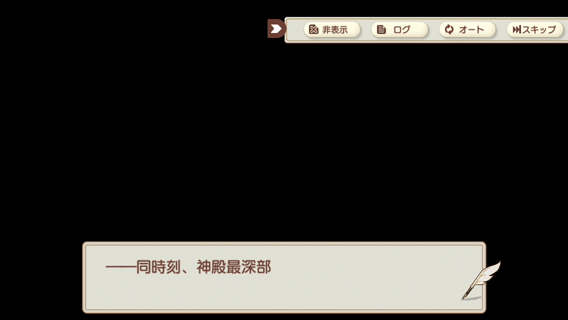 非表示
ログ
オート
スキップ
――同時刻、神殿最深部